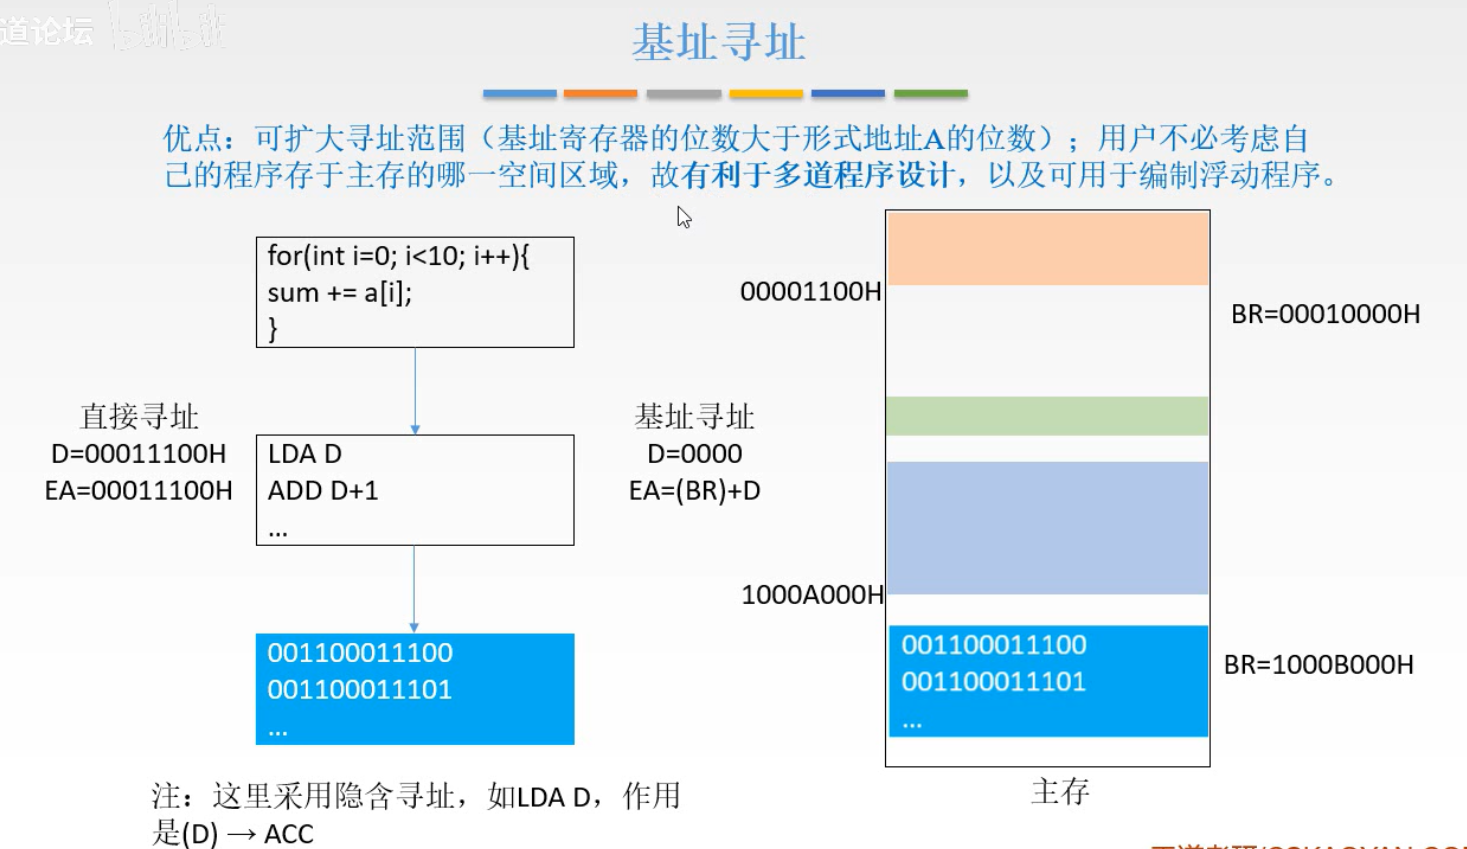 道论坛
bilibili
基址寻址
优点：可扩大寻址范围（基址寄存器的位数大于形式地址A的位数）；用户不必考虑自
己的程序存于主存的哪一空间区域，故有利于多道程序设计，以及可用于编制浮动程序。
for(int i=0; i<10; i++){
sum += a[i];
}
直接寻址
D=00011100H
EA=00011100H
LDA D
ADD D+1
...
基址寻址
D=0000
EA=(BR)+D
001100011100
001100011101
...
注：这里采用隐含寻址，如LDA D，作用
是(D) → ACC
00001100H
BR=00010000H
1000A000H
001100011100
001100011101
...
BR=1000B000H
主存